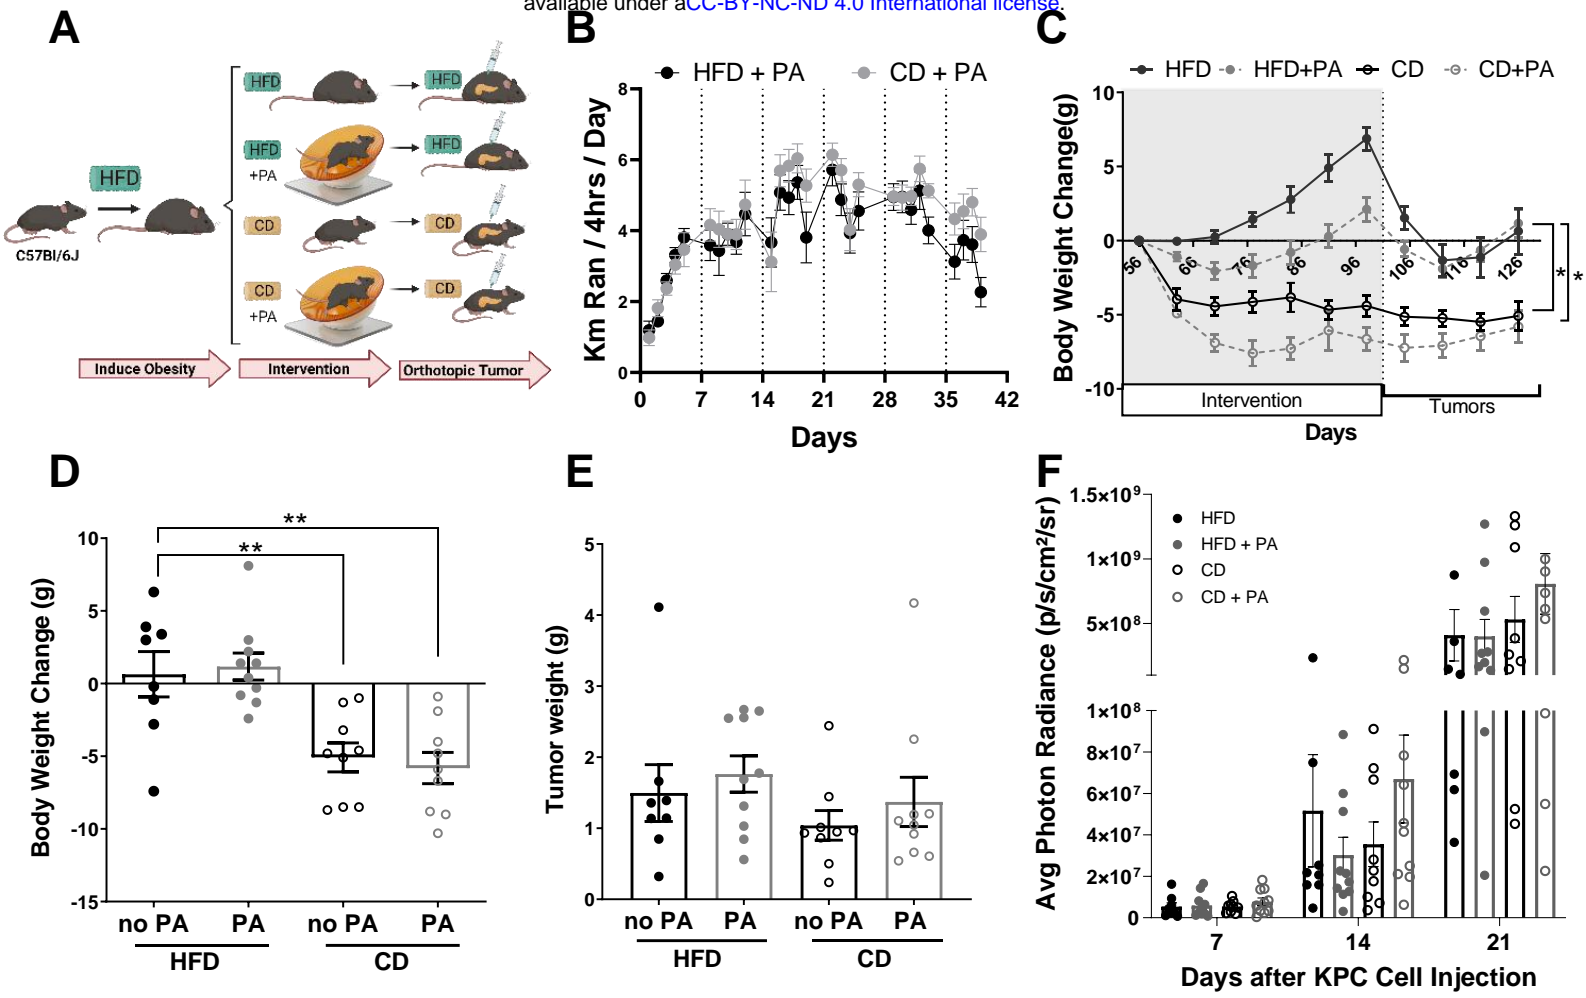 available under aCC-BY-NC-ND 4.0 International license.
A
HFD
C57Bl/6J
HFD
HFD
HFD
+PA
HFD
CD
CD
CD
+PA
CD
Induce Obesity
Intervention
Orthotopic Tumor
B
HFD + PA
CD + PA
Km Ran / 4hrs / Day
8
6
4
2
0
0 7 14 21 28 35 42
Days
C
HFD HFD+PA CD CD+PA
Body Weight Change(g)
10
5
0
-5
-10
56 66 76 86 96 106 116 126
* *
Intervention
Tumors
Days
D
Body Weight Change (g)
10
5
0
-5
-10
-15
**
**
no PA PA no PA PA
HFD CD
E
Tumor weight (g)
5
4
3
2
1
0
no PA PA no PA PA
HFD CD
F
Avg Photon Radiance (p/s/cm²/sr)
HFD
HFD + PA
CD
CD + PA
1.5×10⁹
1×10⁹
5×10⁸
1×10⁸
8×10⁷
6×10⁷
4×10⁷
2×10⁷
0
7 14 21
Days after KPC Cell Injection